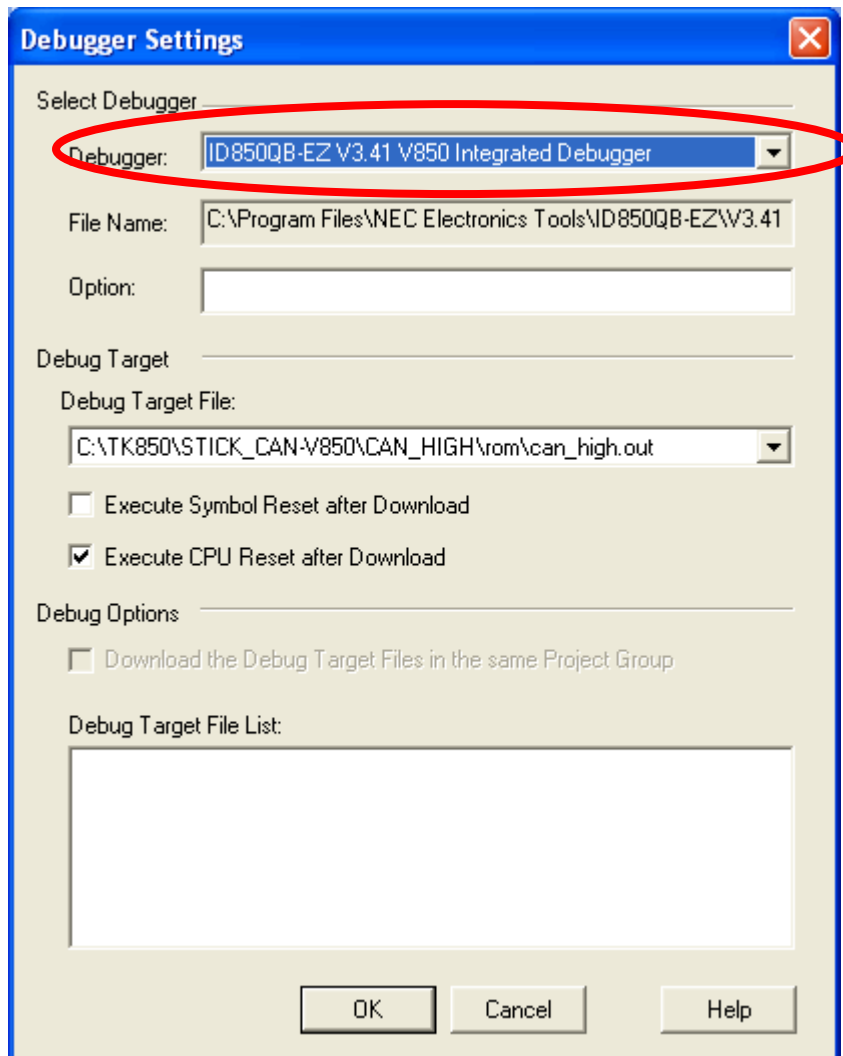 Debugger Settings
Select Debugger
Debugger: ID850QB-EZ V3.41 V850 Integrated Debugger
File Name: C:\Program Files\NEC Electronics Tools\ID850QB-EZ\V3.41
Option:
Debug Target
Debug Target File:
C:\TK850\STICK_CAN-V850\CAN_HIGH\rom\can_high.out
Execute Symbol Reset after Download
Execute CPU Reset after Download
Debug Options
Download the Debug Target Files in the same Project Group
Debug Target File List:
OK Cancel Help